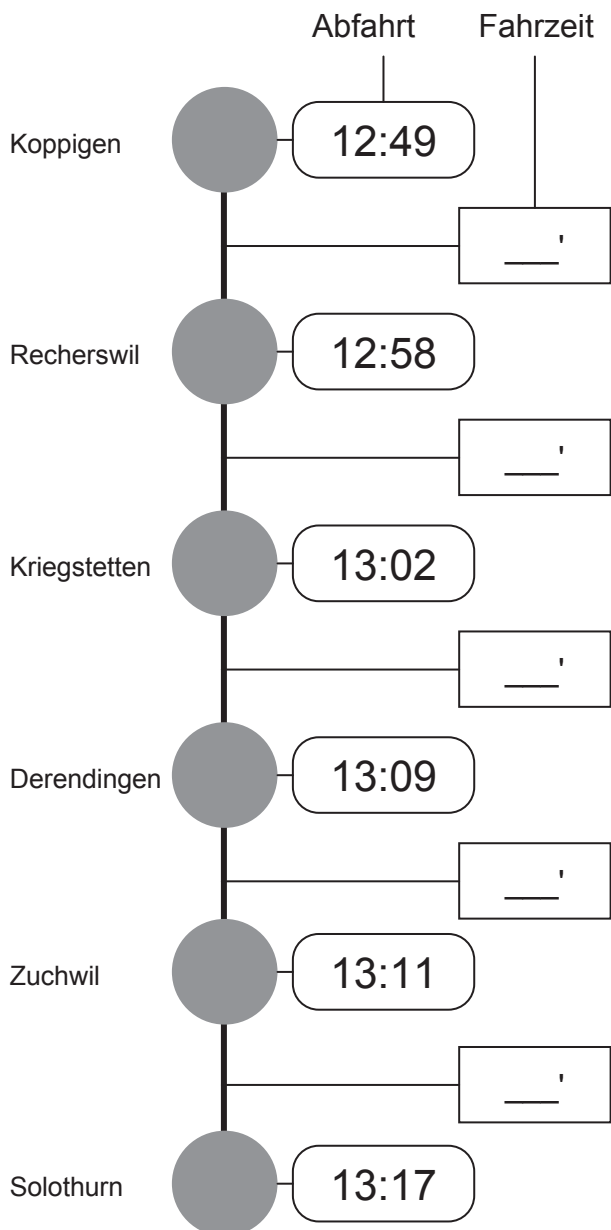 Abfahrt Fahrzeit
Koppigen 12:49
___'
Recherswil 12:58
___'
Kriegstetten 13:02
___'
Derendingen 13:09
___'
Zuchwil 13:11
___'
Solothurn 13:17